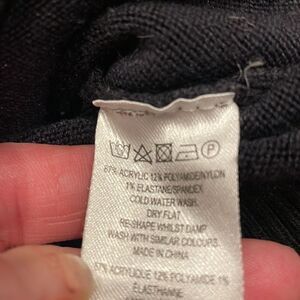 P
87% ACRYLIC 12% POLYAMIDE/NYLON
1% ELASTANE/SPANDEX
COLD WATER WASH.
DRY FLAT
RE-SHAPE WHILST DAMP
WASH WITH SIMILAR COLOURS.
MADE IN CHINA
87% ACRYLIQUE 12% POLYAMIDE 1%
ELASTHANNE